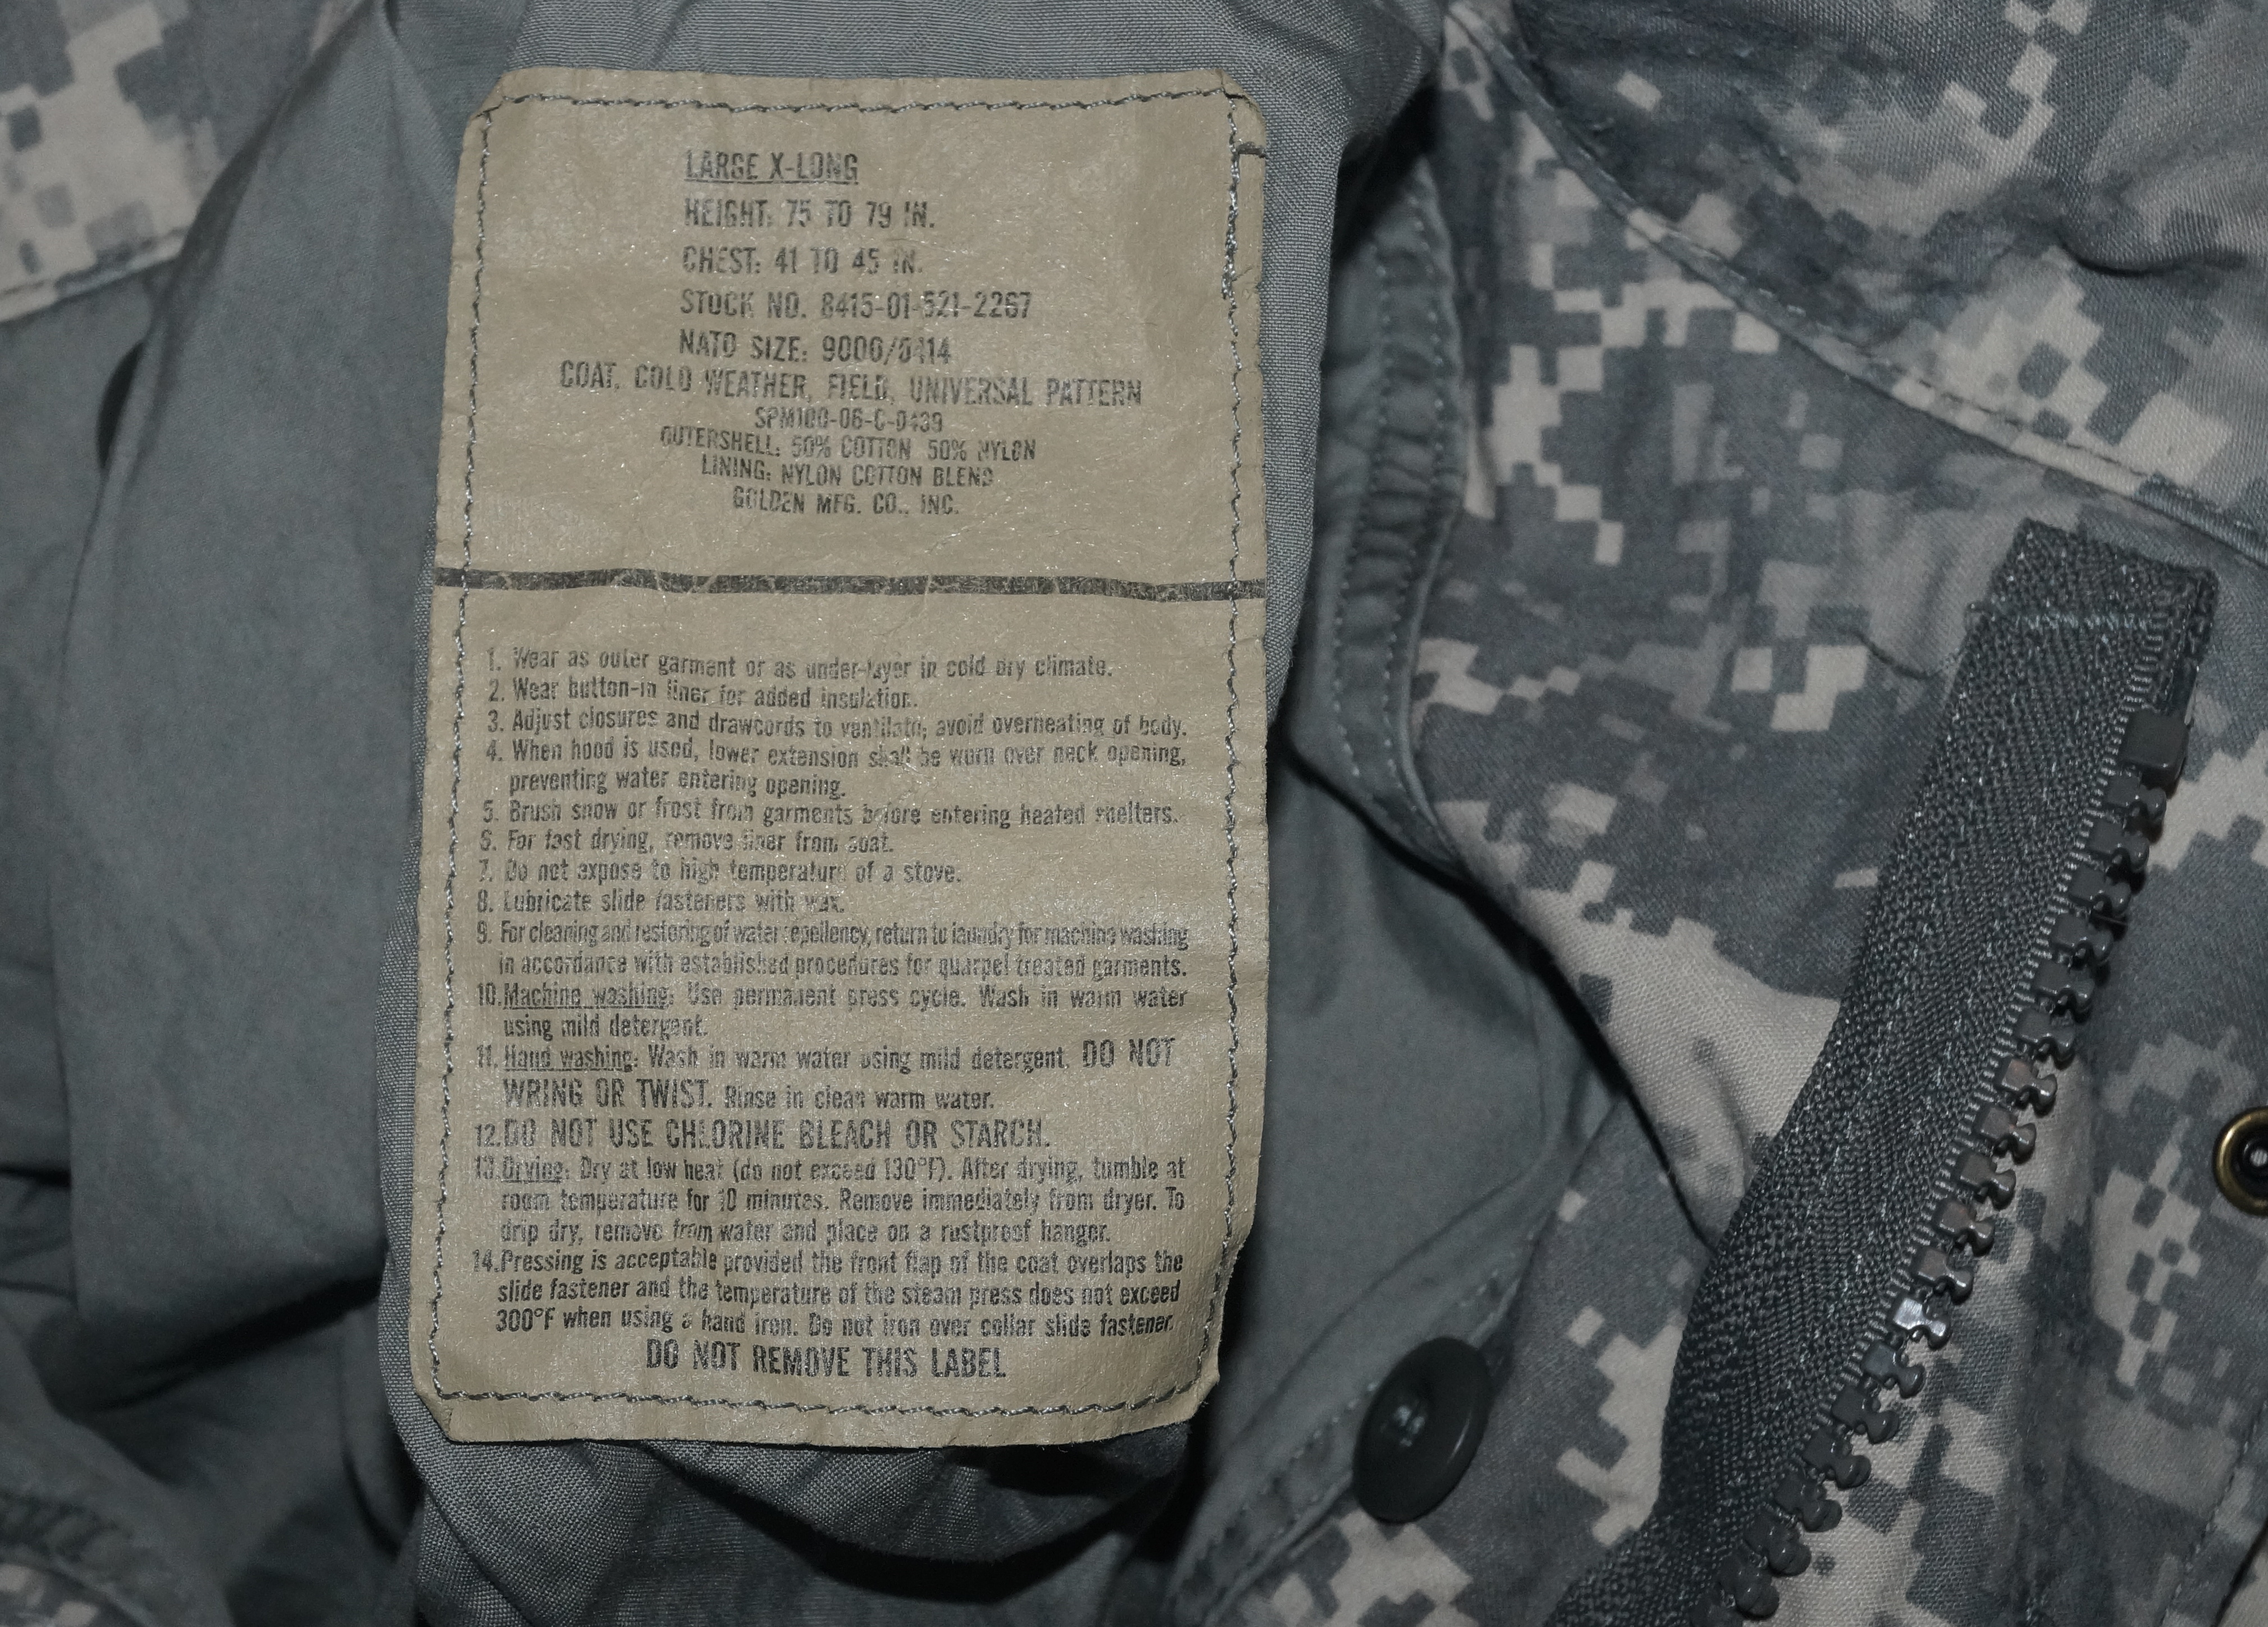 LARGE X-LONG
HEIGHT: 75 TO 79 IN.
CHEST: 41 TO 45 IN.
STOCK NO. 8415-01-521-2267
NATO SIZE: 9000/0414
COAT, COLD WEATHER, FIELD, UNIVERSAL PATTERN
SPM100-06-C-0439
OUTERSHELL: 50% COTTON 50% NYLON
LINING: NYLON COTTON BLEND
GOLDEN MFG. CO., INC.
1. Wear as outer garment or as under-layer in cold dry climate.
2. Wear button-in liner for added insulation.
3. Adjust closures and drawcords to ventilate; avoid overheating of body.
4. When hood is used, lower extension shall be worn over neck opening,
preventing water entering opening.
5. Brush snow or frost from garments before entering heated shelters.
6. For fast drying, remove liner from coat.
7. Do not expose to high temperature of a stove.
8. Lubricate slide fasteners with wax.
9. For cleaning and restoring of water repellency, return to laundry for machine washing
in accordance with established procedures for quarpel treated garments.
10. Machine washing: Use permanent press cycle. Wash in warm water
using mild detergent.
11. Hand washing: Wash in warm water using mild detergent. DO NOT
WRING OR TWIST. Rinse in clean warm water.
12. DO NOT USE CHLORINE BLEACH OR STARCH.
13. Drying: Dry at low heat (do not exceed 130°F). After drying, tumble at
room temperature for 10 minutes. Remove immediately from dryer. To
drip dry, remove from water and place on a rustproof hanger.
14. Pressing is acceptable provided the front flap of the coat overlaps the
slide fastener and the temperature of the steam press does not exceed
300°F when using a hand iron. Do not iron over collar slide fastener.
DO NOT REMOVE THIS LABEL